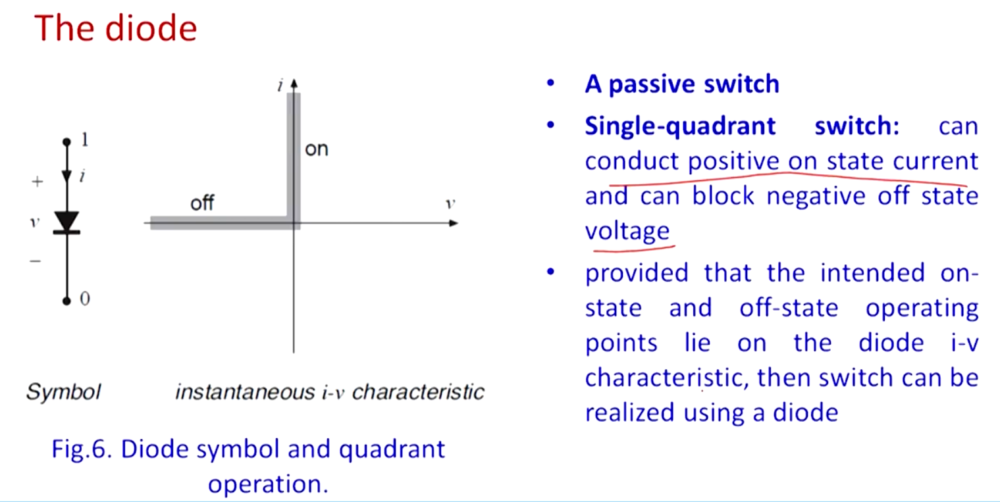 The diode
1
i
+
v
−
0
i
on
off
v
Symbol
instantaneous i-v characteristic
Fig.6. Diode symbol and quadrant
operation.
• A passive switch
• Single-quadrant switch: can
conduct positive on state current
and can block negative off state
voltage
• provided that the intended on-
state and off-state operating
points lie on the diode i-v
characteristic, then switch can be
realized using a diode